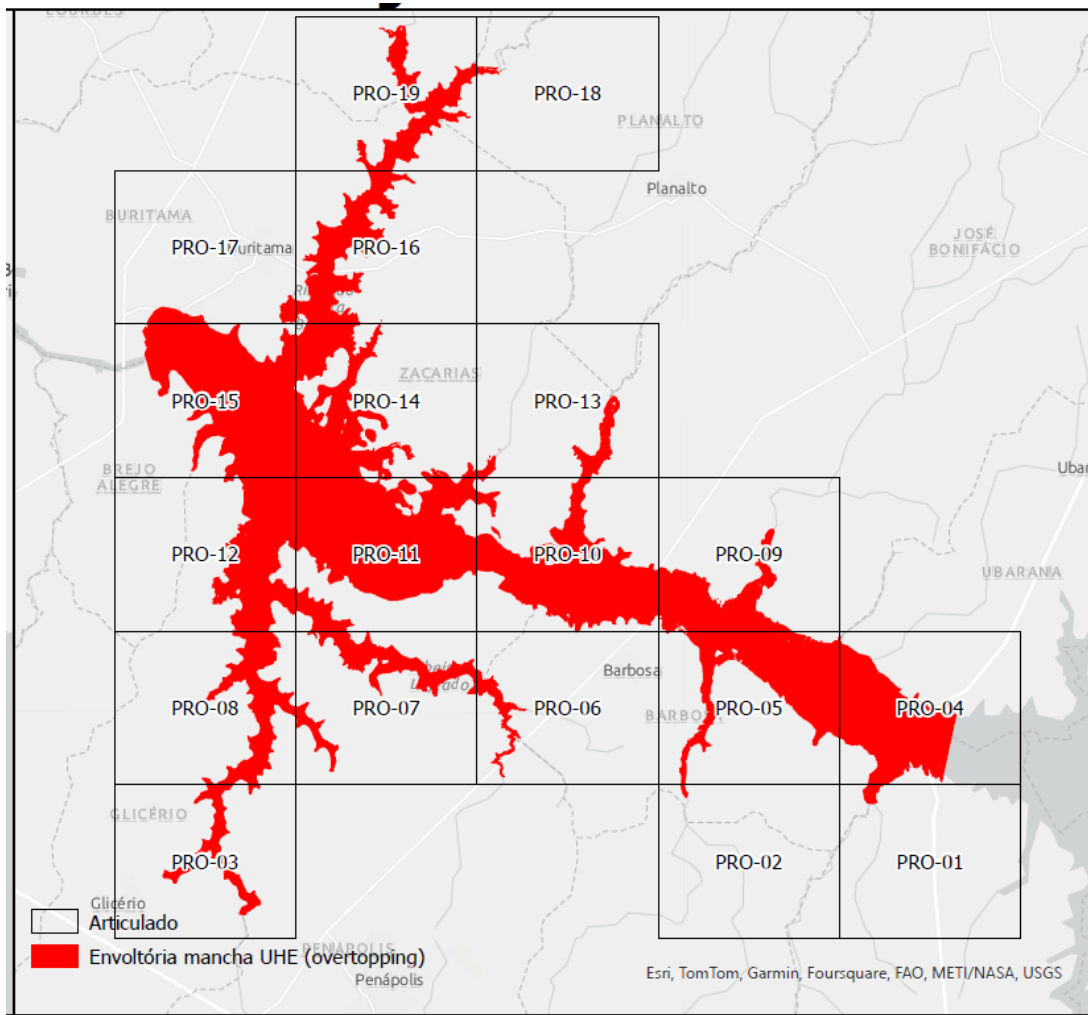 LOURDES
PRO-19
PRO-18
PLANALTO
Planalto
BURITAMA
PRO-17
PRO-16
JOSÉ
BONIFÁCIO
ZACARIAS
PRO-15
PRO-14
PRO-13
BREJO
ALEGRE
PRO-12
PRO-11
PRO-10
PRO-09
UBARANA
Barbosa
PRO-08
PRO-07
PRO-06
BARBOSA
PRO-05
PRO-04
GLICÉRIO
PRO-03
PRO-02
PRO-01
Glicério
Articulado
PENÁPOLIS
Envoltória mancha UHE (overtopping)
Penápolis
Esri, TomTom, Garmin, Foursquare, FAO, METI/NASA, USGS